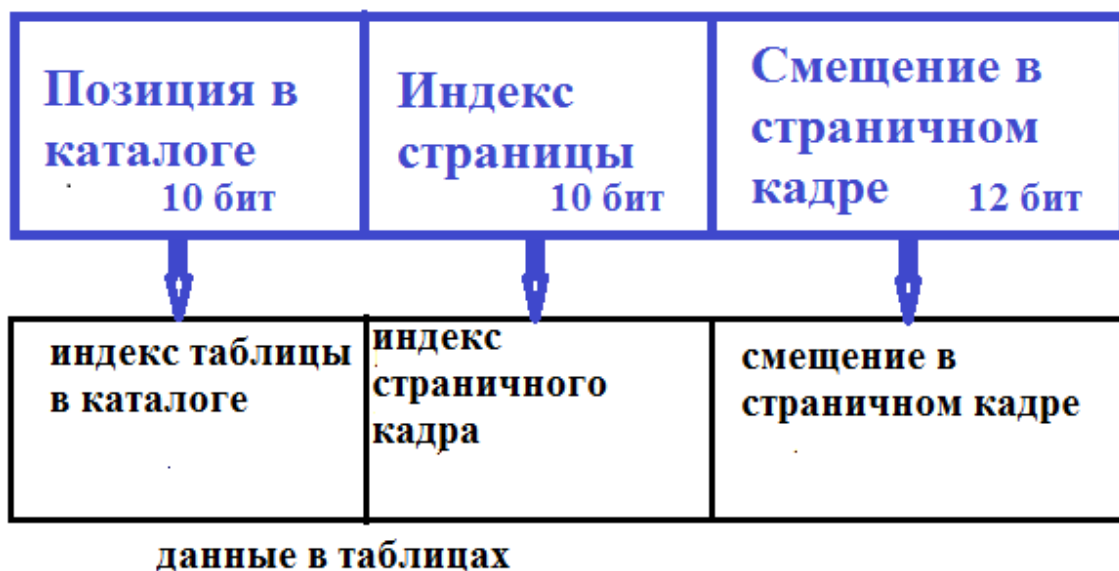 Позиция в
каталоге
10 бит
Индекс
страницы
10 бит
Смещение в
страничном
кадре 12 бит
индекс таблицы
в каталоге
индекс
страничного
кадра
смещение в
страничном кадре
данные в таблицах